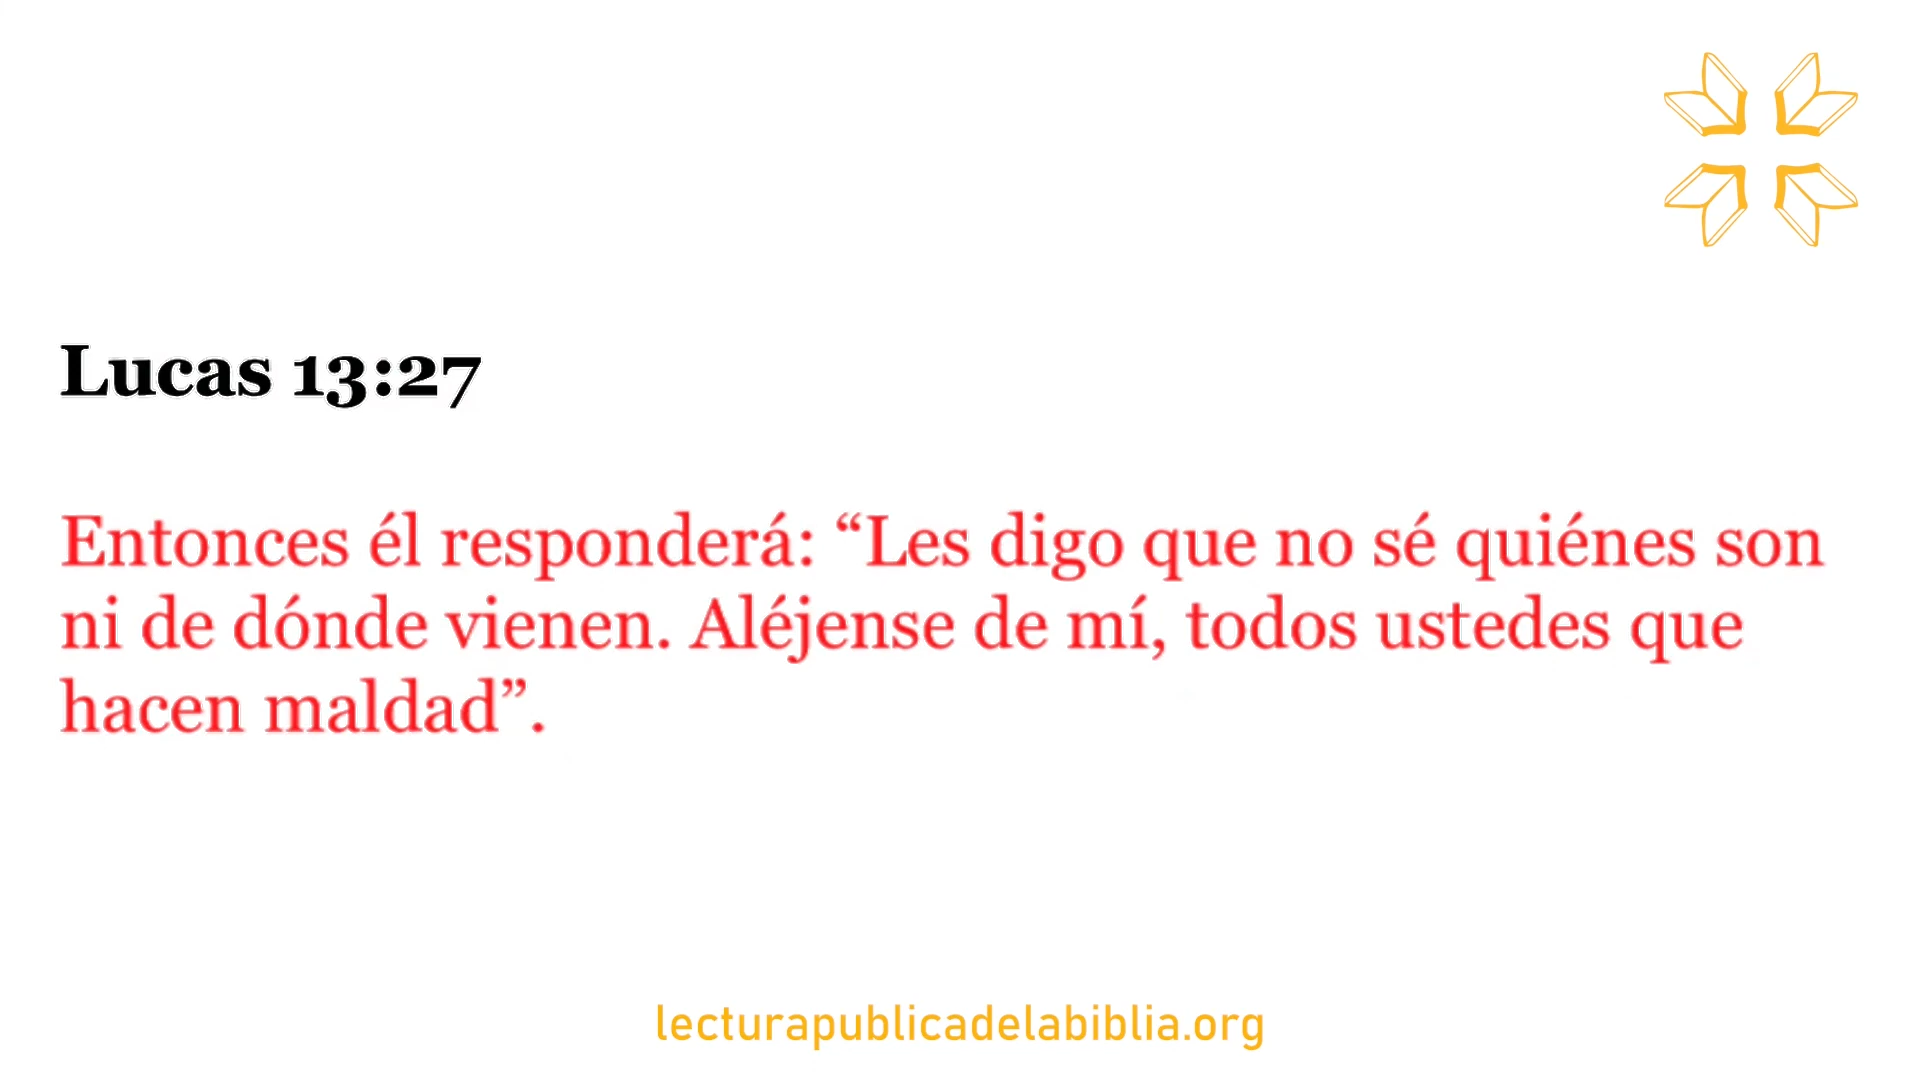 Lucas 13:27
Entonces él responderá: “Les digo que no sé quiénes son
ni de dónde vienen. Aléjense de mí, todos ustedes que
hacen maldad”.
lecturapublicadelabiblia.org